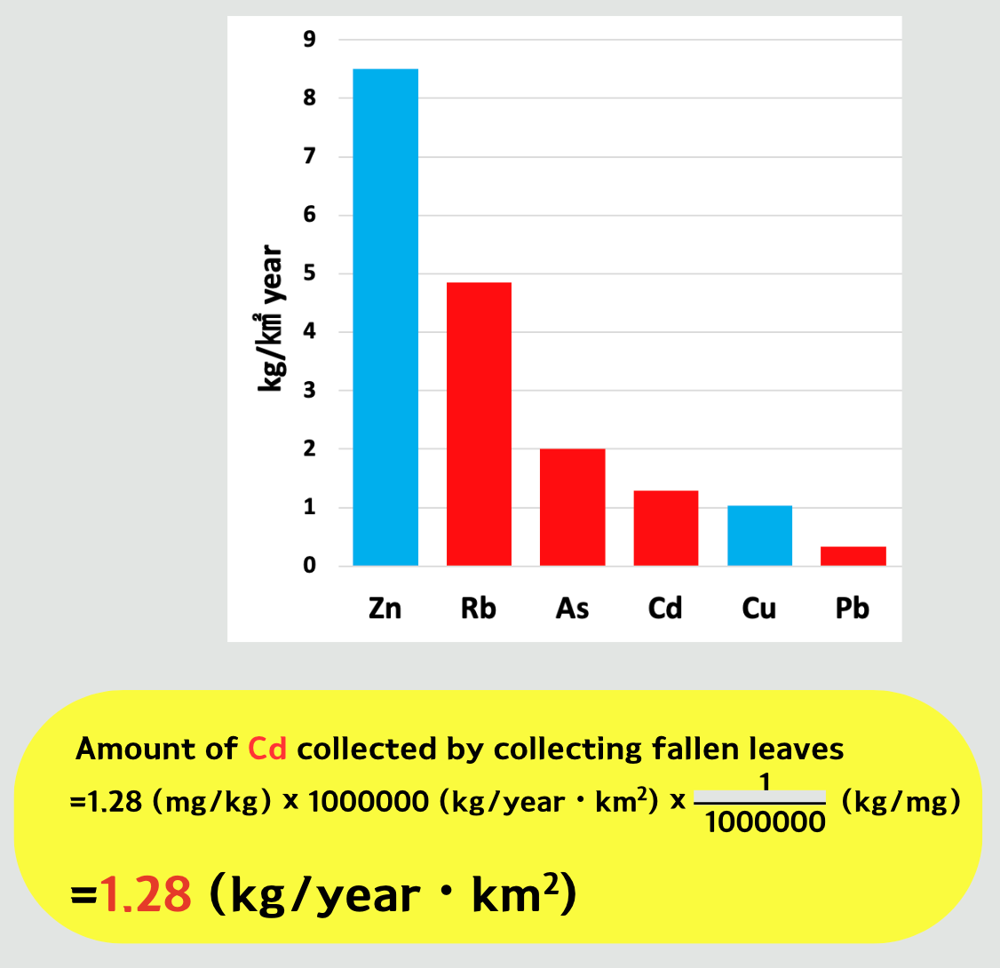 9
8
7
6
5
4
3
2
1
0
kg/km² year
Zn Rb As Cd Cu Pb
Amount of Cd collected by collecting fallen leaves
=1.28 (mg/kg) x 1000000 (kg/year・km²) x 1/1000000 (kg/mg)
=1.28 (kg/year・km²)